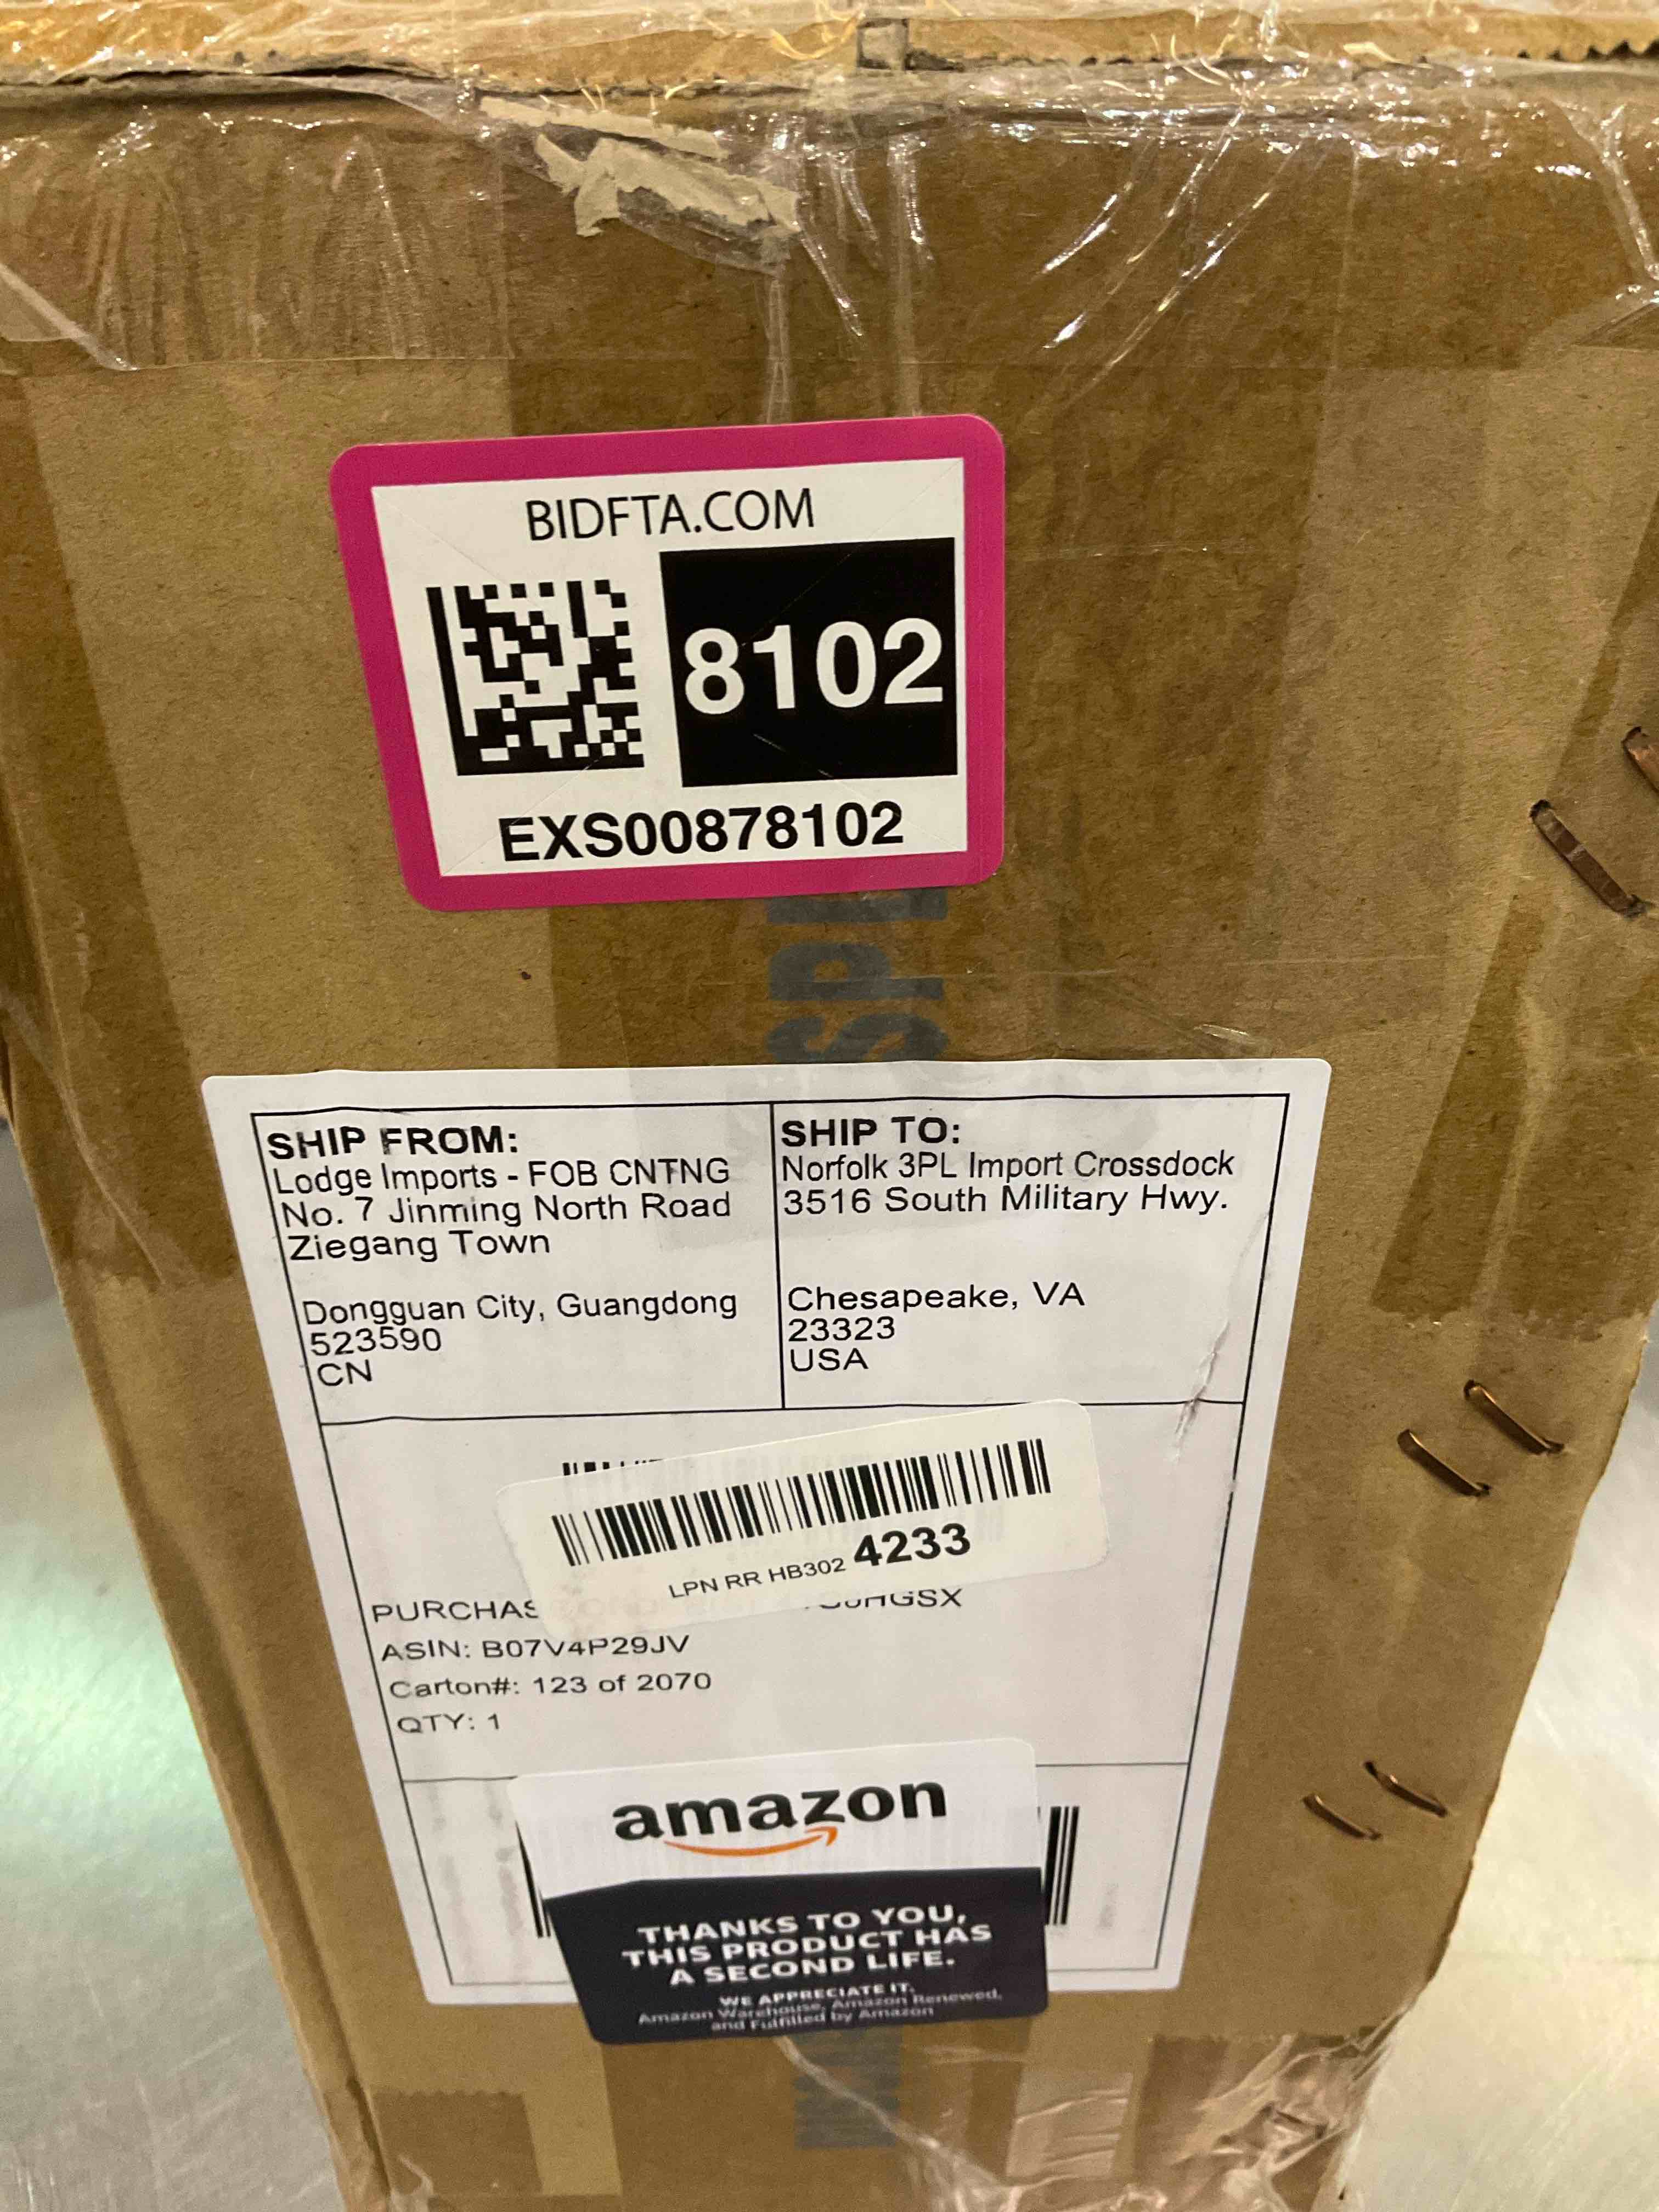 BIDFTA.COM
8102
EXS00878102
SHIP FROM:
Lodge Imports - FOB CNTNG
No. 7 Jinming North Road
Ziegang Town
Dongguan City, Guangdong
523590
CN
SHIP TO:
Norfolk 3PL Import Crossdock
3516 South Military Hwy.
Chesapeake, VA
23323
USA
LPN RR HB302 4233
ASIN: B07V4P29JV
Carton#: 123 of 2070
QTY: 1
amazon
THANKS TO YOU,
THIS PRODUCT HAS
A SECOND LIFE.
WE APPRECIATE IT.
Amazon Warehouse, Amazon Renewed,
and Fulfilled by Amazon